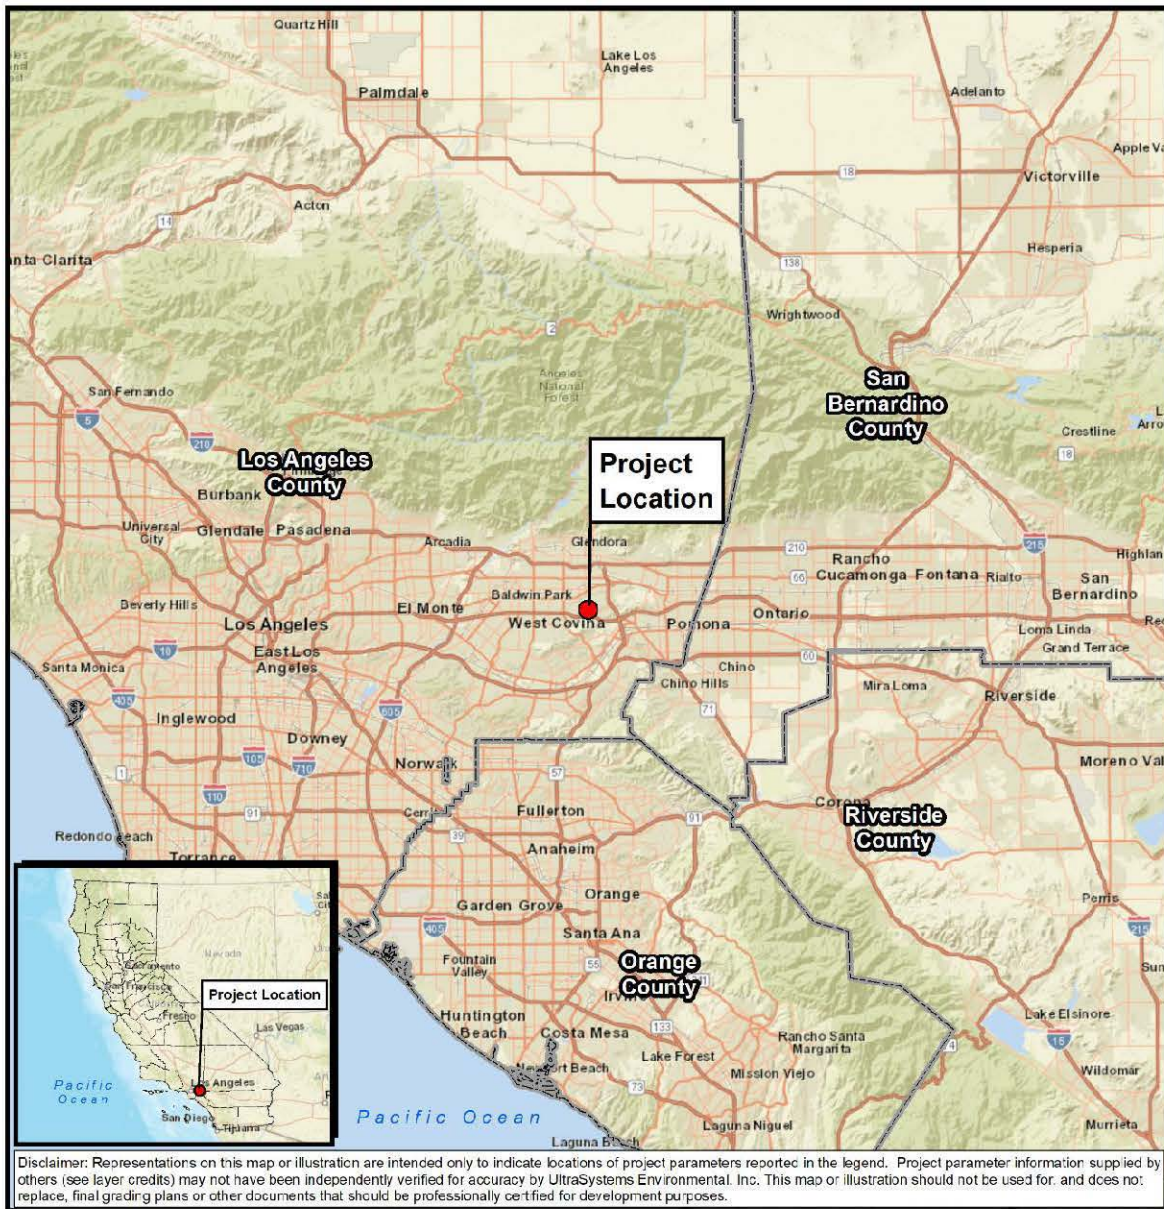 Quartz Hill
Lake Los
Angeles
Palmdale
Adelanto
Apple Va
Victorville
18
Acton
14
Hesperia
anta Clarita
138
Wrightwood
2
Angeles
National
Forest
San Fernando
San
Bernardino
County
5
Crestline
Arro
18
210
Los Angeles
County
Project
Location
Burbank
Universal
City
Glendale
Pasadena
Arcadia
Glendora
210
215
Highlan
Rancho
Cucamonga
Fontana
Rialto
San
Bernardino
66
Baldwin Park
Beverly Hills
El Monte
West Covina
Pomona
Ontario
Los Angeles
Loma Linda
Grand Terrace
East Los
Angeles
10
60
Santa Monica
Chino
Chino Hills
Mira Loma
Riverside
405
605
71
Inglewood
Downey
105
710
Norwalk
Moreno Val
1
57
110
91
Fullerton
Corona
Riverside
County
Cerri
39
91
Redondo Beach
Anaheim
Torrance
Orange
Perris
Garden Grove
405
215
Santa Ana
Fountain
Valley
55
Orange
County
Sun
Irvine
Huntington
Beach
Costa Mesa
133
Lake Elsinore
Rancho Santa
Margarita
15
Lake Forest
Newport Beach
Mission Viejo
73
Wildomar
Pacific Ocean
Laguna Niguel
Murrieta
Laguna Beach
Nevada
Sacramento
San Francisco
Fresno
Project Location
Las Vegas
Los Angeles
Pacific
Ocean
San Diego
Tijuana
Disclaimer: Representations on this map or illustration are intended only to indicate locations of project parameters reported in the legend. Project parameter information supplied by
others (see layer credits) may not have been independently verified for accuracy by UltraSystems Environmental, Inc. This map or illustration should not be used for, and does not
replace, final grading plans or other documents that should be professionally certified for development purposes.